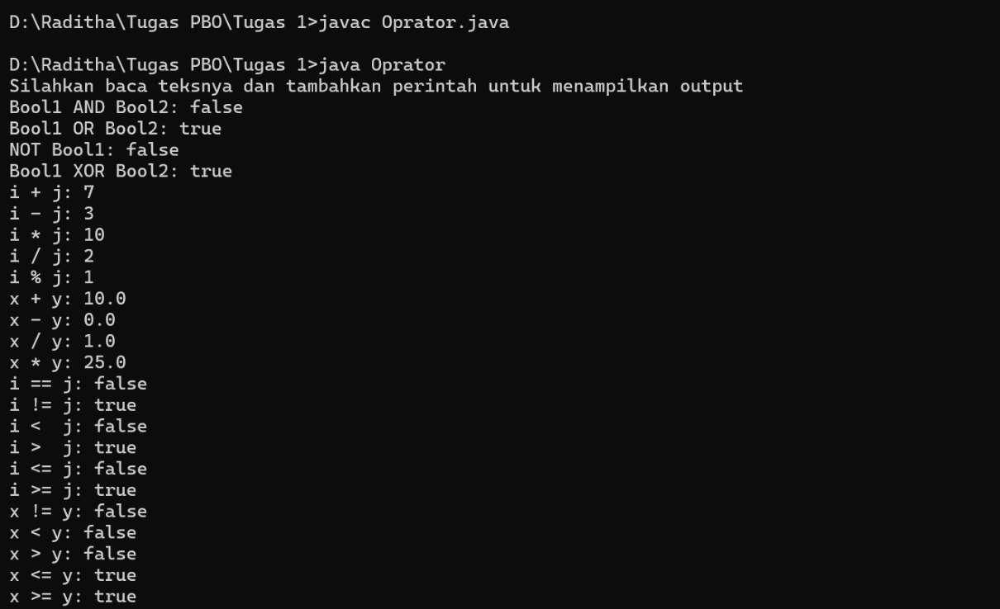 D:\Raditha\Tugas PBO\Tugas 1>javac Oprator.java
D:\Raditha\Tugas PBO\Tugas 1>java Oprator
Silahkan baca teksnya dan tambahkan perintah untuk menampilkan output
Bool1 AND Bool2: false
Bool1 OR Bool2: true
NOT Bool1: false
Bool1 XOR Bool2: true
i + j: 7
i - j: 3
i * j: 10
i / j: 2
i % j: 1
x + y: 10.0
x - y: 0.0
x / y: 1.0
x * y: 25.0
i == j: false
i != j: true
i <  j: false
i >  j: true
i <= j: false
i >= j: true
x != y: false
x < y: false
x > y: false
x <= y: true
x >= y: true